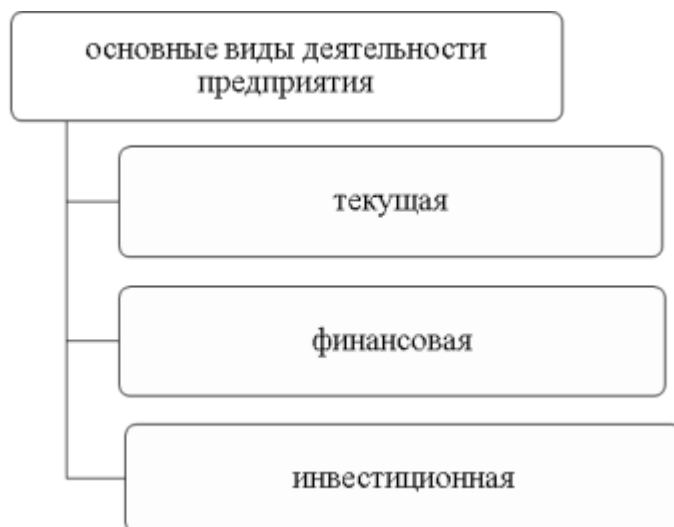 основные виды деятельности
предприятия
текущая
финансовая
инвестиционная